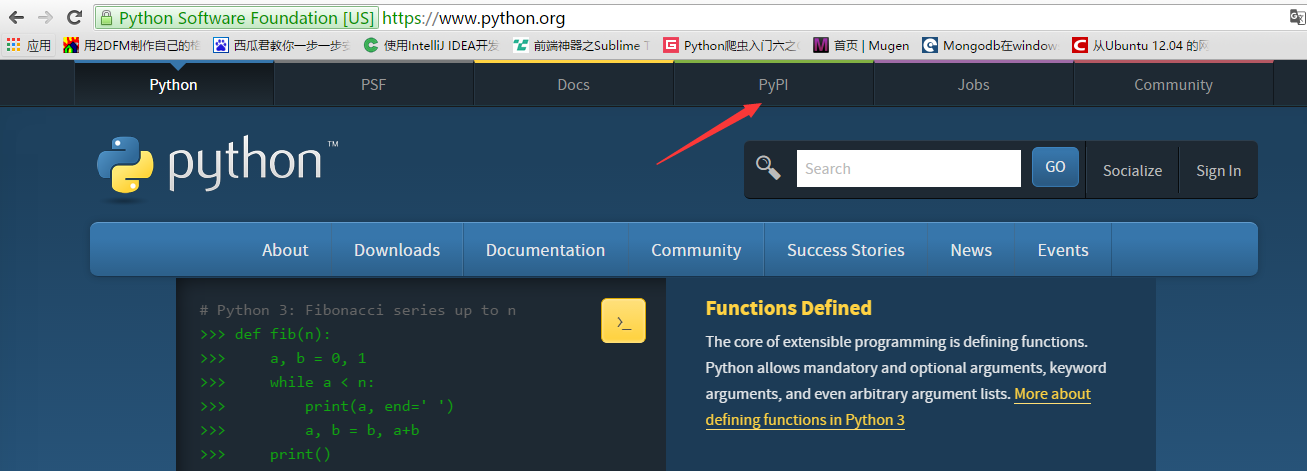 Python Software Foundation [US] https://www.python.org
应用 用2DFM制作自己的格 西瓜君教你一步一步安 使用IntelliJ IDEA开发 前端神器之Sublime T Python爬虫入门六之C 首页 | Mugen Mongodb在window 从Ubuntu 12.04 的网
Python PSF Docs PyPI Jobs Community
python™
Search GO Socialize Sign In
About Downloads Documentation Community Success Stories News Events
# Python 3: Fibonacci series up to n
>>> def fib(n):
>>>     a, b = 0, 1
>>>     while a < n:
>>>         print(a, end=' ')
>>>         a, b = b, a+b
>>>     print()
>_
Functions Defined
The core of extensible programming is defining functions.
Python allows mandatory and optional arguments, keyword
arguments, and even arbitrary argument lists. More about
defining functions in Python 3